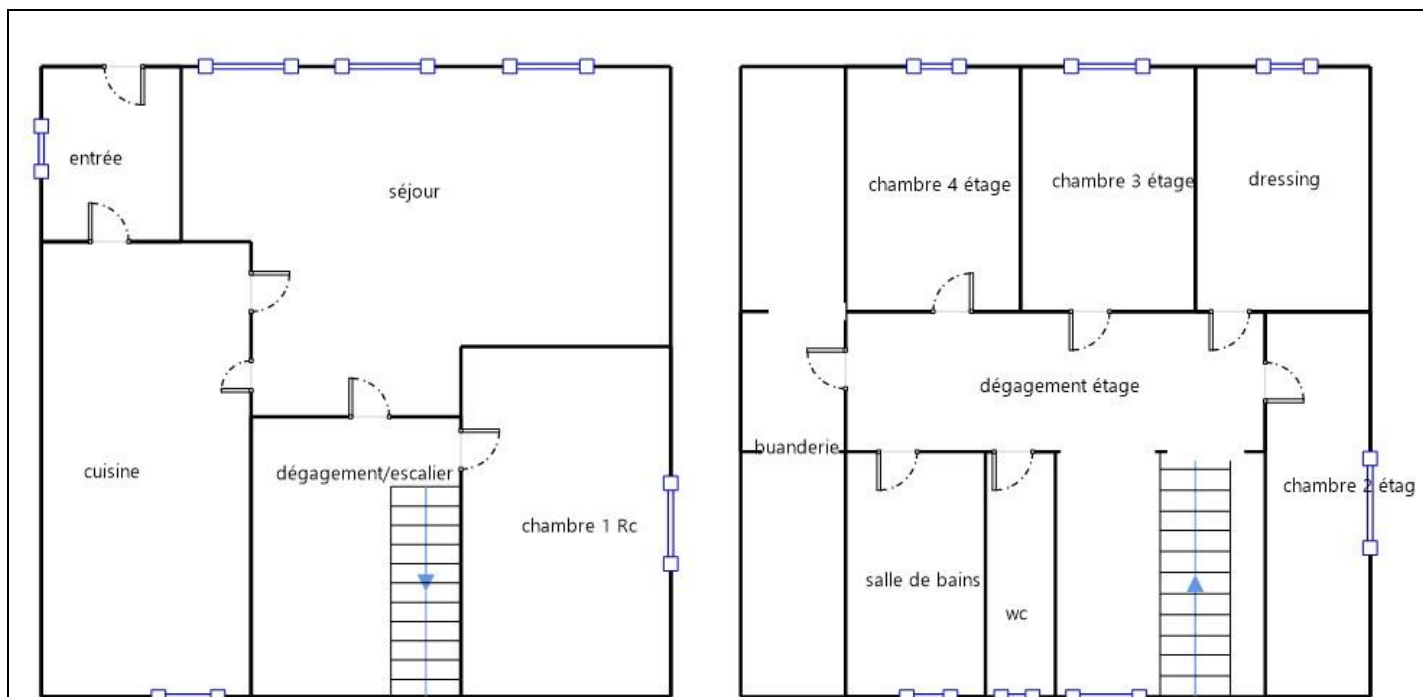 entrée
séjour
cuisine
dégagement/escalier
chambre 1 Rc
chambre 4 étage
chambre 3 étage
dressing
dégagement étage
buanderie
chambre 2 étag
salle de bains
wc